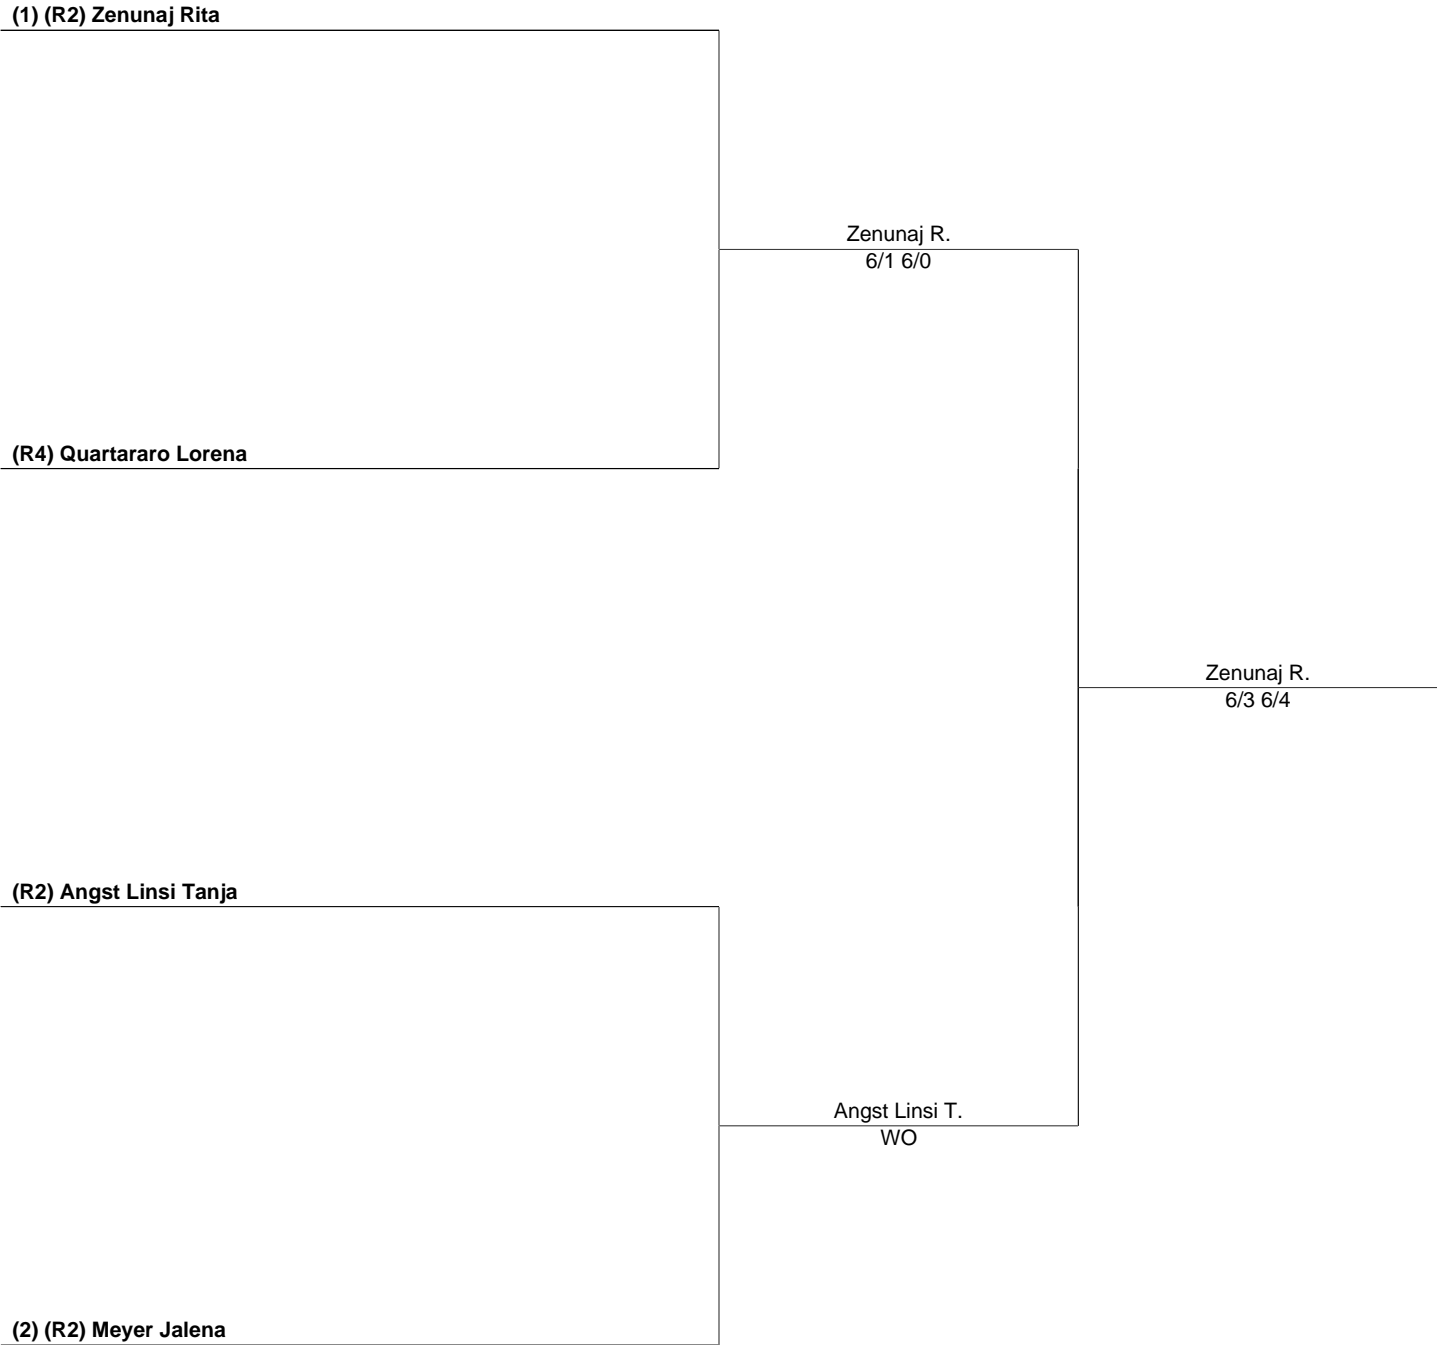 (1) (R2) Zenunaj Rita
Zenunaj R.
6/1 6/0
(R4) Quartararo Lorena
Zenunaj R.
6/3 6/4
(R2) Angst Linsi Tanja
Angst Linsi T.
WO
(2) (R2) Meyer Jalena